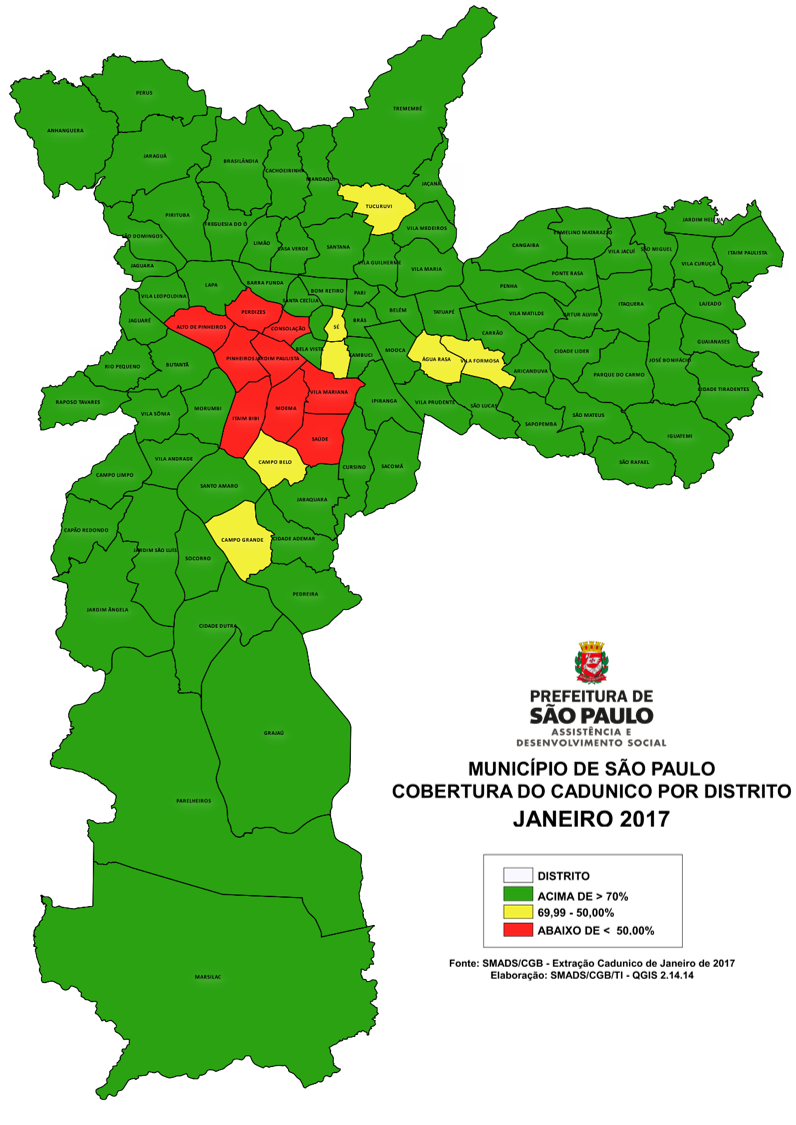 PERUS
TREMEMBÉ
ANHANGUERA
JARAGUÁ
BRASILÂNDIA
CACHOEIRINHA
MANDAQUI
JAÇANÃ
TUCURUVI
PIRITUBA
FREGUESIA DO Ó
VILA MEDEIROS
JARDIM HELENA
SÃO DOMINGOS
LIMÃO
CASA VERDE
SANTANA
CANGAIBA
ERMELINO MATARAZZO
VILA JACUÍ
SÃO MIGUEL
ITAIM PAULISTA
JAGUARA
VILA GUILHERME
VILA MARIA
VILA CURUÇÁ
PONTE RASA
LAPA
BARRA FUNDA
BOM RETIRO
PARI
PENHA
VILA LEOPOLDINA
SANTA CECÍLIA
ITAQUERA
LAJEADO
PERDIZES
BELÉM
TATUAPÉ
VILA MATILDE
ARTUR ALVIM
JAGUARÉ
ALTO DE PINHEIROS
CONSOLAÇÃO
SÉ
BRÁS
CARRÃO
GUAIANASES
BELA VISTA
CAMBUCI
MOOCA
CIDADE LIDER
PINHEIROS
JARDIM PAULISTA
ÁGUA RASA
VILA FORMOSA
JOSÉ BONIFÁCIO
RIO PEQUENO
BUTANTÃ
ARICANDUVA
PARQUE DO CARMO
CIDADE TIRADENTES
RAPOSO TAVARES
VILA MARIANA
IPIRANGA
VILA PRUDENTE
SÃO LUCAS
MORUMBI
MOEMA
VILA SÔNIA
ITAIM BIBI
SÃO MATEUS
SAPOPEMBA
SAÚDE
IGUATEMI
VILA ANDRADE
CAMPO BELO
CURSINO
SACOMÃ
SÃO RAFAEL
CAMPO LIMPO
SANTO AMARO
JABAQUARA
CAPÃO REDONDO
CAMPO GRANDE
CIDADE ADEMAR
JARDIM SÃO LUÍS
SOCORRO
PEDREIRA
JARDIM ÂNGELA
CIDADE DUTRA
GRAJAÚ
PARELHEIROS
MARSILAC
PREFEITURA DE
SÃO PAULO
ASSISTÊNCIA E
DESENVOLVIMENTO SOCIAL
MUNICÍPIO DE SÃO PAULO
COBERTURA DO CADUNICO POR DISTRITO
JANEIRO 2017
DISTRITO
ACIMA DE > 70%
69,99 - 50,00%
ABAIXO DE < 50,00%
Fonte: SMADS/CGB - Extração Cadunico de Janeiro de 2017
Elaboração: SMADS/CGB/TI - QGIS 2.14.14